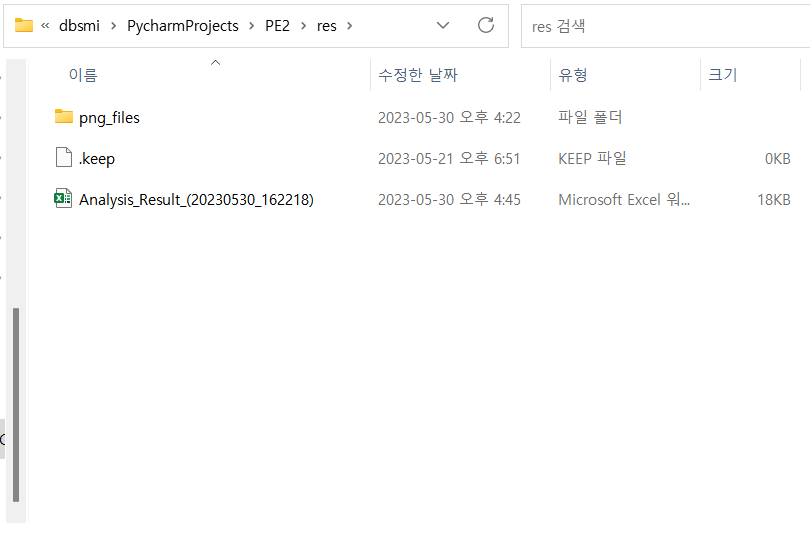 « dbsmi > PycharmProjects > PE2 > res >
res 검색
이름 수정한 날짜 유형 크기
png_files 2023-05-30 오후 4:22 파일 폴더
.keep 2023-05-21 오후 6:51 KEEP 파일 0KB
Analysis_Result_(20230530_162218) 2023-05-30 오후 4:45 Microsoft Excel 워... 18KB